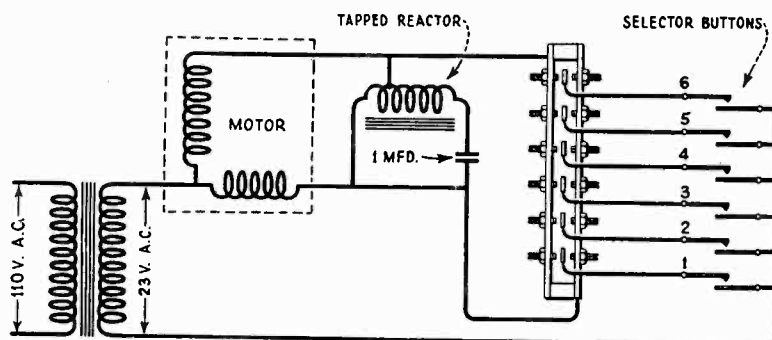 TAPPED REACTOR
SELECTOR BUTTONS
MOTOR
1 MFD.
6
5
4
3
2
1
110 V. A.C.
23 V. A.C.